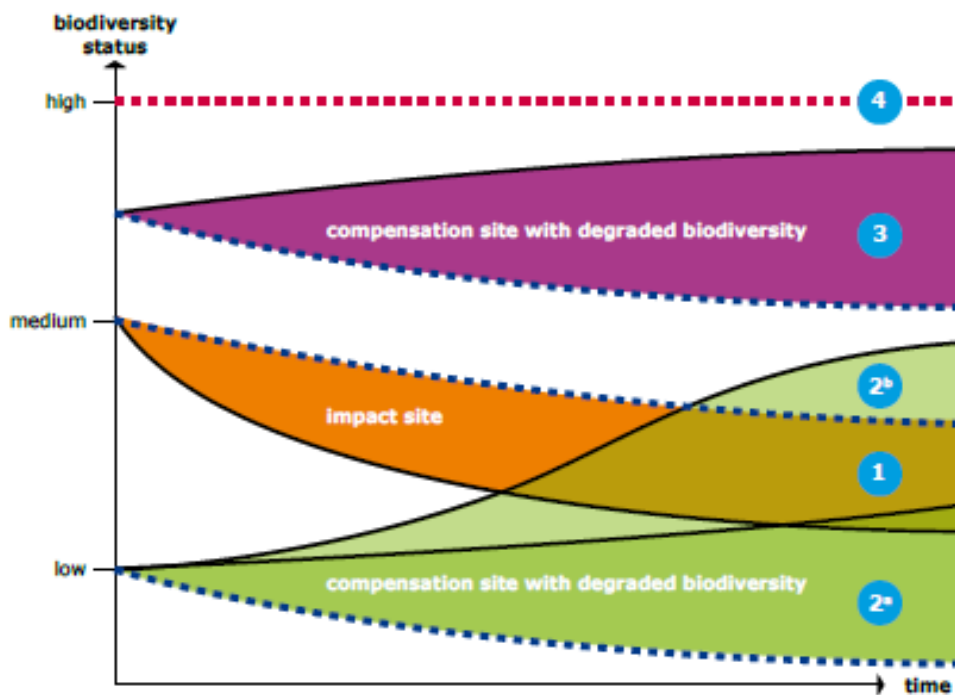 biodiversity
status
high
4
compensation site with degraded biodiversity
3
medium
2ᵇ
impact site
1
low
compensation site with degraded biodiversity
2ᵃ
time